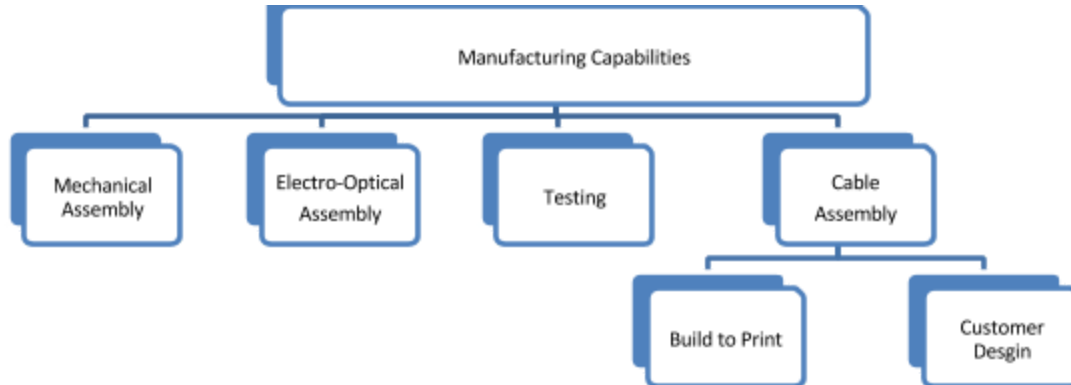 Manufacturing Capabilities
Mechanical
Assembly
Electro-Optical
Assembly
Testing
Cable
Assembly
Build to Print
Customer
Desgin